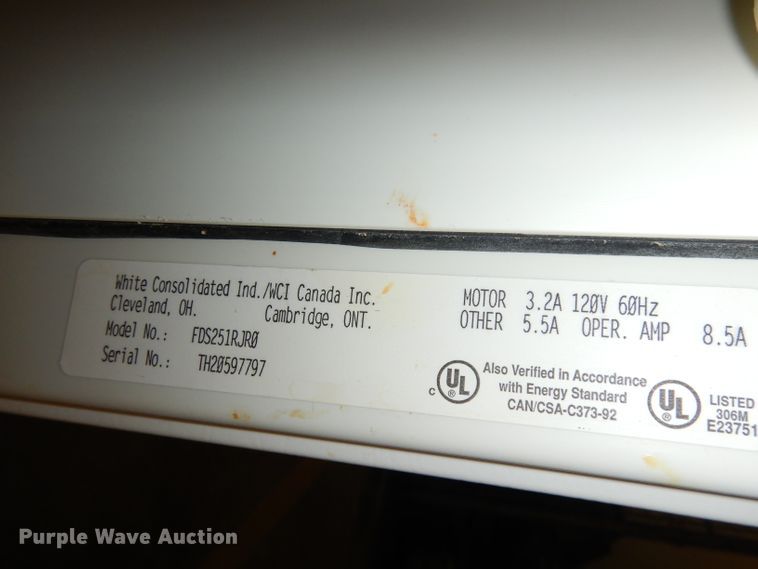 White Consolidated Ind./WCI Canada Inc.
Cleveland, OH. Cambridge, ONT.
Model No.: FDS251RJR0
Serial No.: TH20597797
MOTOR 3.2A 120V 60Hz
OTHER 5.5A OPER. AMP 8.5A
C UL
Also Verified in Accordance
with Energy Standard
CAN/CSA-C373-92
UL
LISTED
306M
E23751
Purple Wave Auction